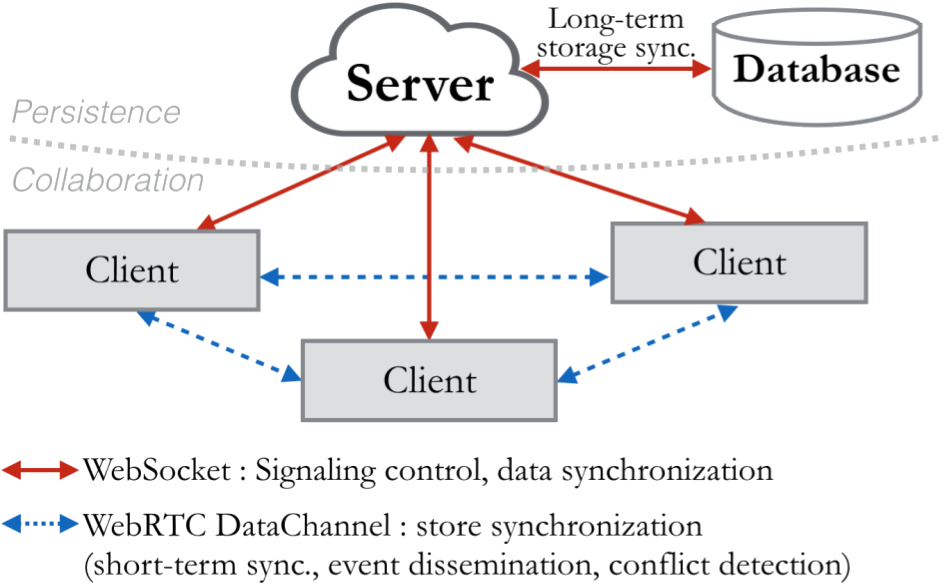 Long-term
storage sync.
Server
Database
Persistence
Collaboration
Client
Client
Client
WebSocket : Signaling control, data synchronization
WebRTC DataChannel : store synchronization
(short-term sync., event dissemination, conflict detection)